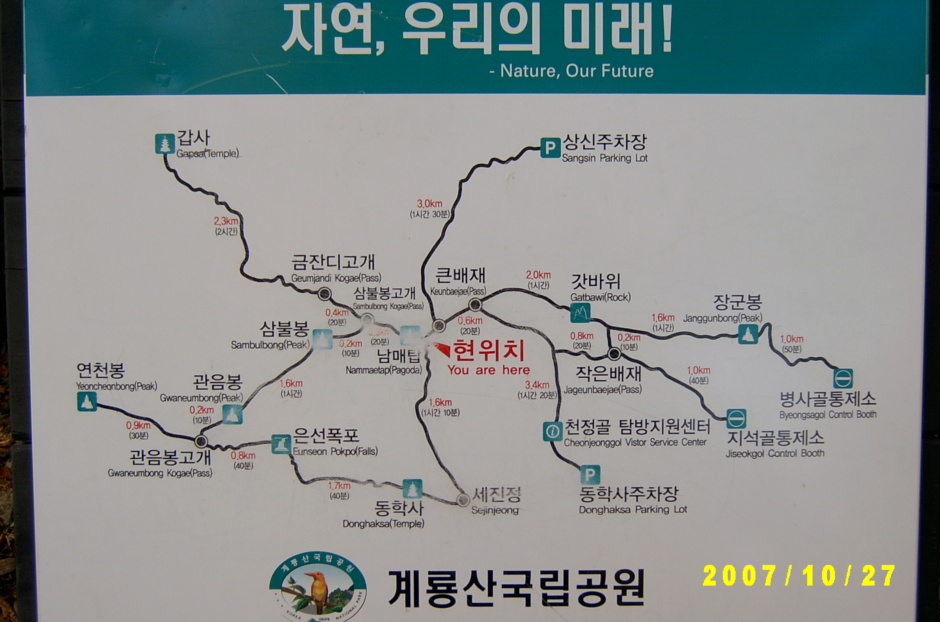 자연, 우리의 미래!
- Nature, Our Future
갑사
Gapsa(Temple)
상신주차장
Sangsin Parking Lot
3,0km
(1시간 30분)
2,3km
(2시간)
금잔디고개
Geumjandi Kogae(Pass)
큰배재
Keunbaejae(Pass)
2,0km
(1시간)
갓바위
Gatbawi(Rock)
삼불봉고개
Sambulbong Kogae(Pass)
장군봉
Janggunbong(Peak)
0,4km
(20분)
0,6km
(20분)
1,6km
(1시간)
삼불봉
Sambulbong(Peak)
0,2km
(10분)
(20분)
남매탑
Nammaetap(Pagoda)
현위치
You are here
0,8km
(20분)
0,2km
(10분)
1,0km
(50분)
작은배재
Jageunbaejae(Pass)
1,0km
(40분)
병사골통제소
Byeongsagol Control Booth
연천봉
Yeoncheonbong(Peak)
관음봉
Gwaneumbong(Peak)
1,6km
(1시간)
3,4km
(1시간 20분)
0,2km
(10분)
1,6km
(1시간 10분)
0,9km
(30분)
은선폭포
Eunseon Pokpo(Falls)
천정골 탐방지원센터
Cheonjeonggol Vistor Service Center
지석골통제소
Jiseokgol Control Booth
관음봉고개
Gwaneumbong Kogae(Pass)
0,8km
(40분)
1,7km
(40분)
동학사
Donghaksa(Temple)
세진정
Sejinjeong
P
동학사주차장
Donghaksa Parking Lot
계룡산국립공원
계룡산국립공원
2007/10/27